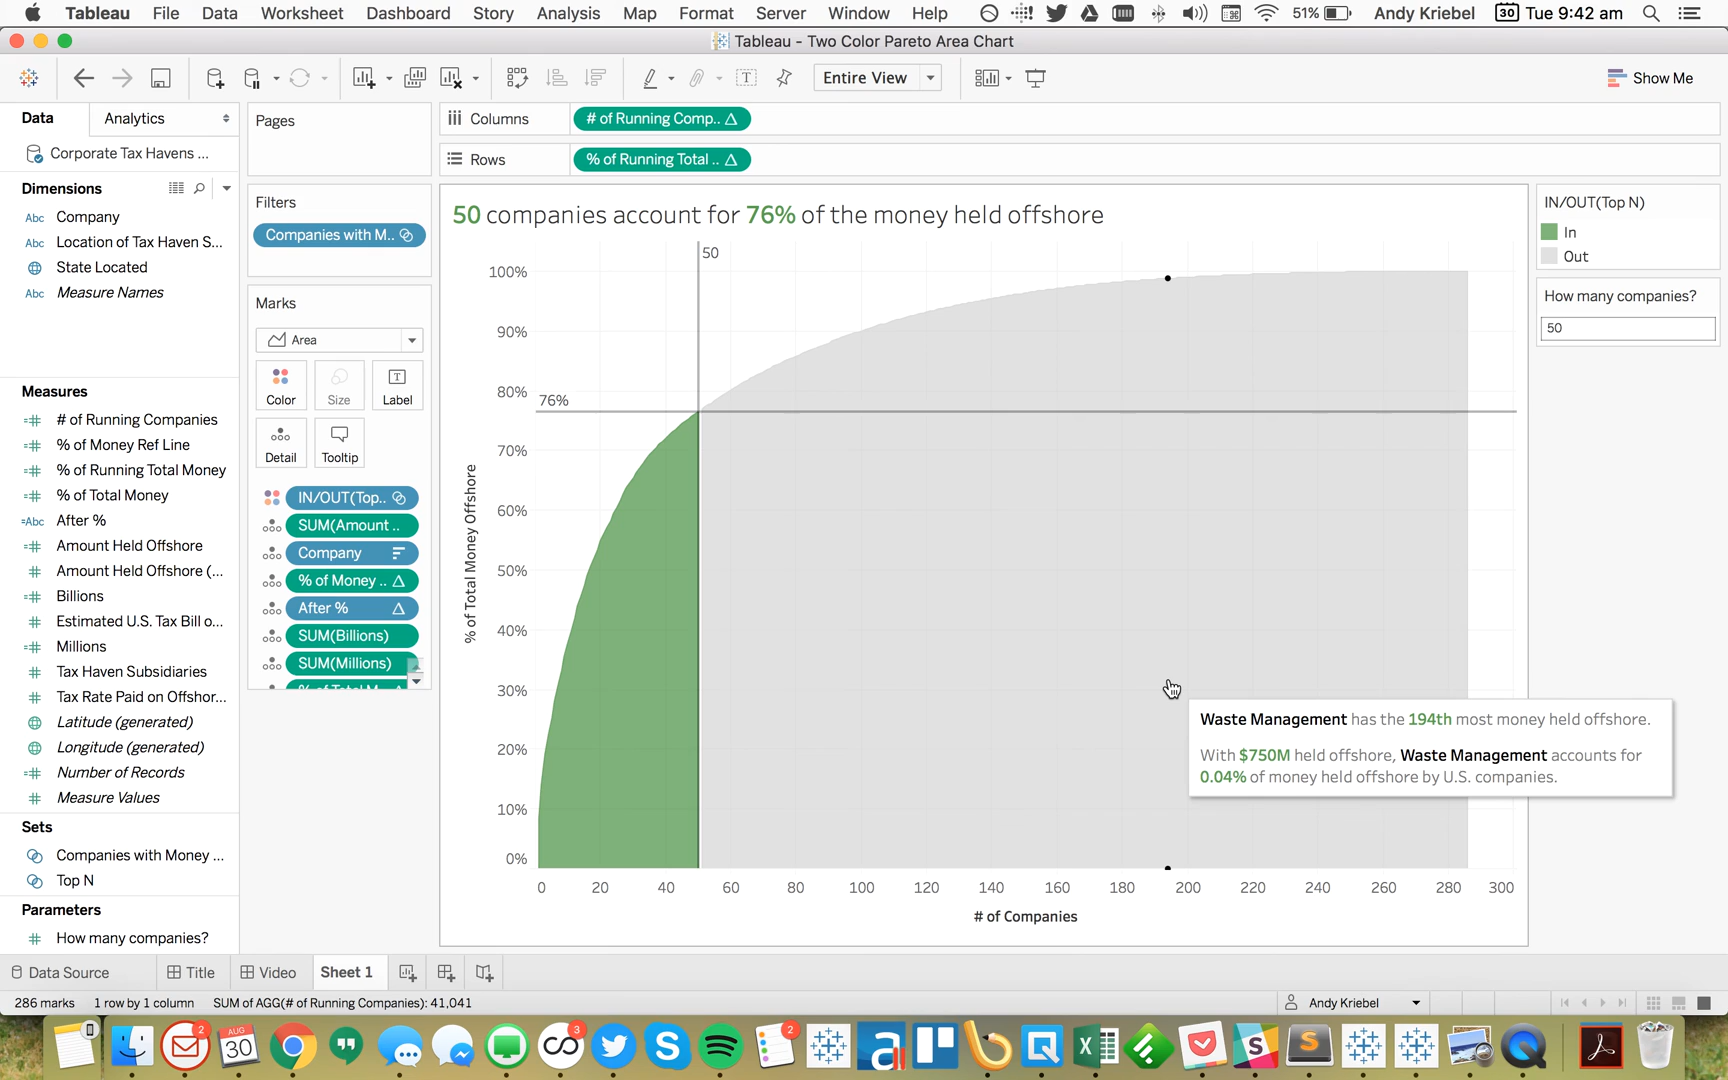 Tableau File Data Worksheet Dashboard Story Analysis Map Format Server Window Help 51% Andy Kriebel 30 Tue 9:42 am
Tableau - Two Color Pareto Area Chart
Entire View Show Me
Data Analytics
Corporate Tax Havens ...
Dimensions
Abc Company
Abc Location of Tax Haven S...
State Located
Abc Measure Names
Measures
# of Running Companies
% of Money Ref Line
% of Running Total Money
% of Total Money
=Abc After %
Amount Held Offshore
Amount Held Offshore (...
Billions
Estimated U.S. Tax Bill o...
Millions
Tax Haven Subsidiaries
Tax Rate Paid on Offshor...
Latitude (generated)
Longitude (generated)
Number of Records
Measure Values
Sets
Companies with Money ...
Top N
Parameters
How many companies?
Pages
Filters
Companies with M..
Marks
Area
Color Size Label
Detail Tooltip
IN/OUT(Top..
SUM(Amount ..
Company
% of Money ..
After %
SUM(Billions)
SUM(Millions)
Columns # of Running Comp..
Rows % of Running Total ..
50 companies account for 76% of the money held offshore
50
76%
% of Total Money Offshore
100%
90%
80%
70%
60%
50%
40%
30%
20%
10%
0%
0 20 40 60 80 100 120 140 160 180 200 220 240 260 280 300
# of Companies
Waste Management has the 194th most money held offshore.
With $750M held offshore, Waste Management accounts for
0.04% of money held offshore by U.S. companies.
IN/OUT(Top N)
In
Out
How many companies?
50
Data Source Title Video Sheet 1
286 marks 1 row by 1 column SUM of AGG(# of Running Companies): 41,041 Andy Kriebel
2 AUG 30 3 2